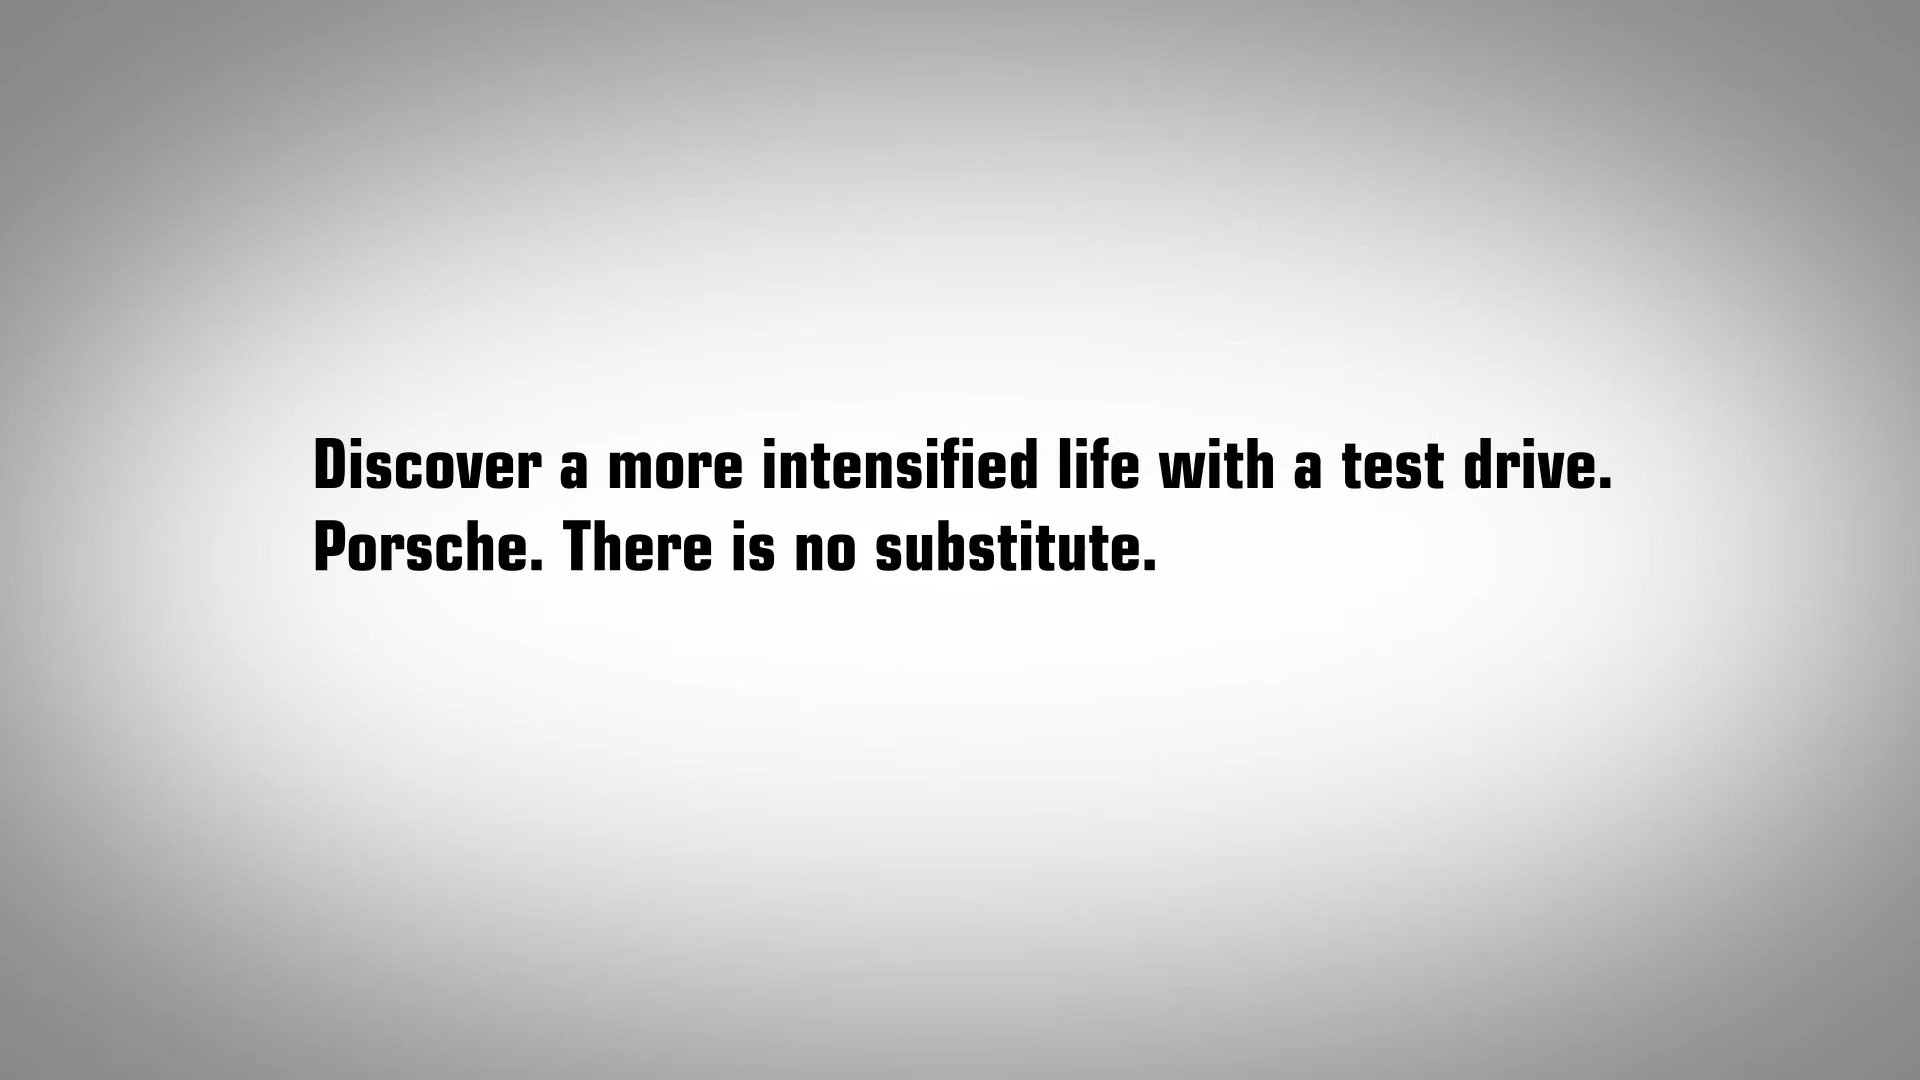 Discover a more intensified life with a test drive.
Porsche. There is no substitute.